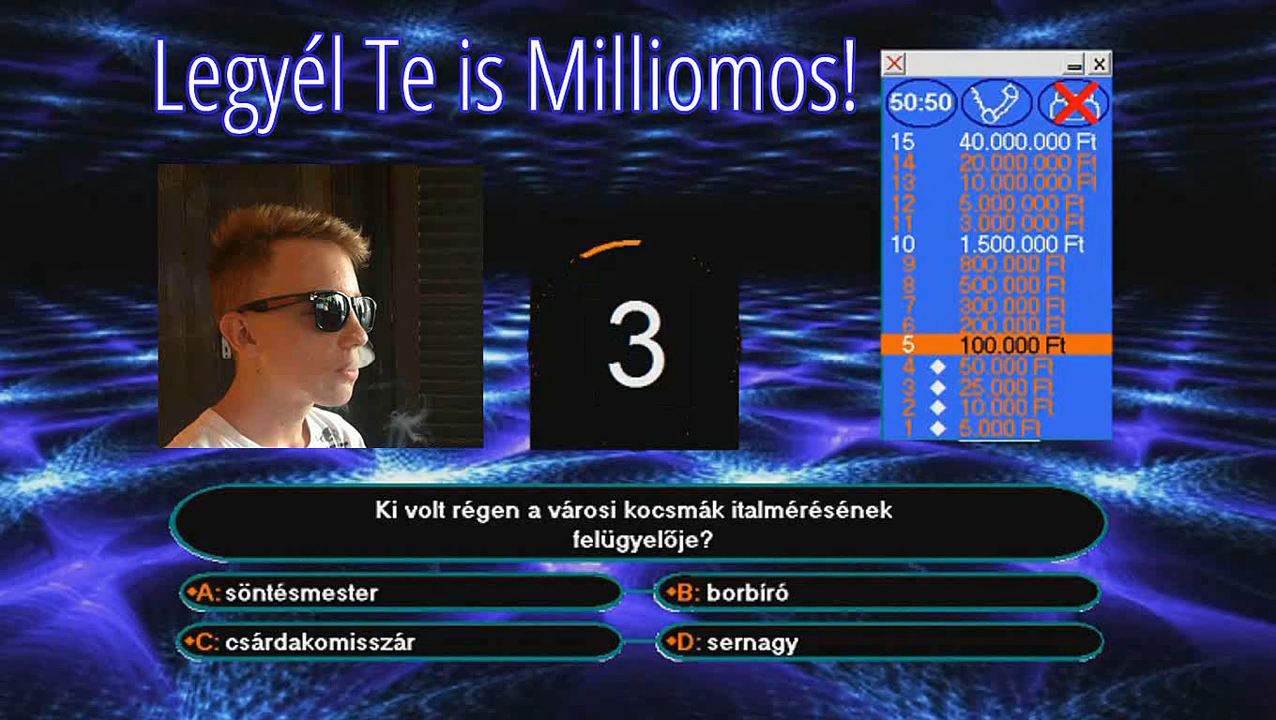 Legyél Te is Milliomos!
50:50
15 40.000.000 Ft
14 20.000.000 Ft
13 10.000.000 Ft
12 5.000.000 Ft
11 3.000.000 Ft
10 1.500.000 Ft
9 800.000 Ft
8 500.000 Ft
7 300.000 Ft
6 200.000 Ft
5 100.000 Ft
4 50.000 Ft
3 25.000 Ft
2 10.000 Ft
1 5.000 Ft
3
Ki volt régen a városi kocsmák italmérésének
felügyelõje?
A: söntésmester
B: borbíró
C: csárdakomisszár
D: sernagy